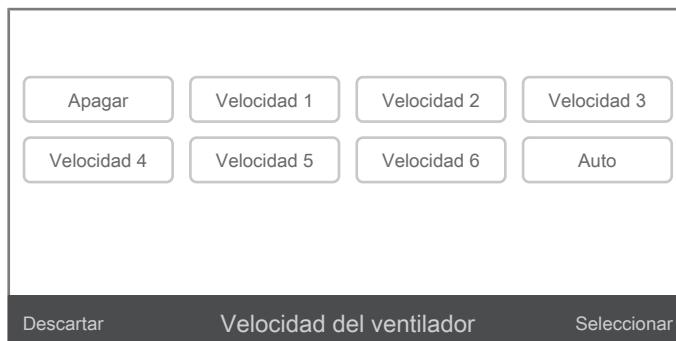 Apagar Velocidad 1 Velocidad 2 Velocidad 3
Velocidad 4 Velocidad 5 Velocidad 6 Auto
Descartar Velocidad del ventilador Seleccionar